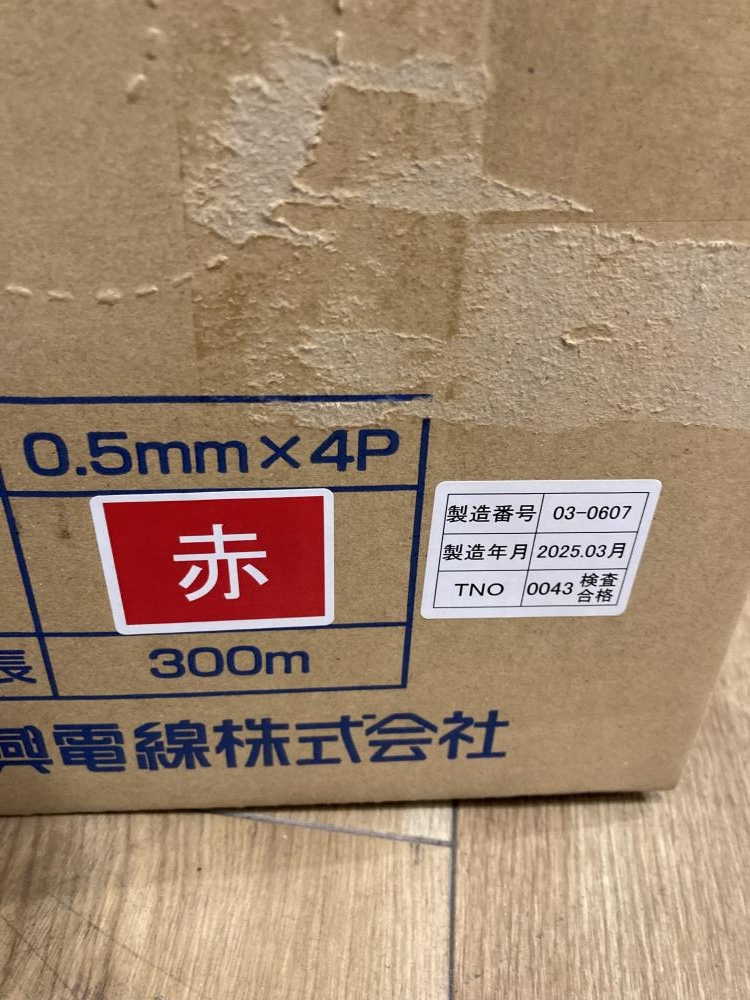 0.5mm×4P
赤
長 300m
興電線株式会社
製造番号 03-0607
製造年月 2025.03月
TNO 0043 検査合格